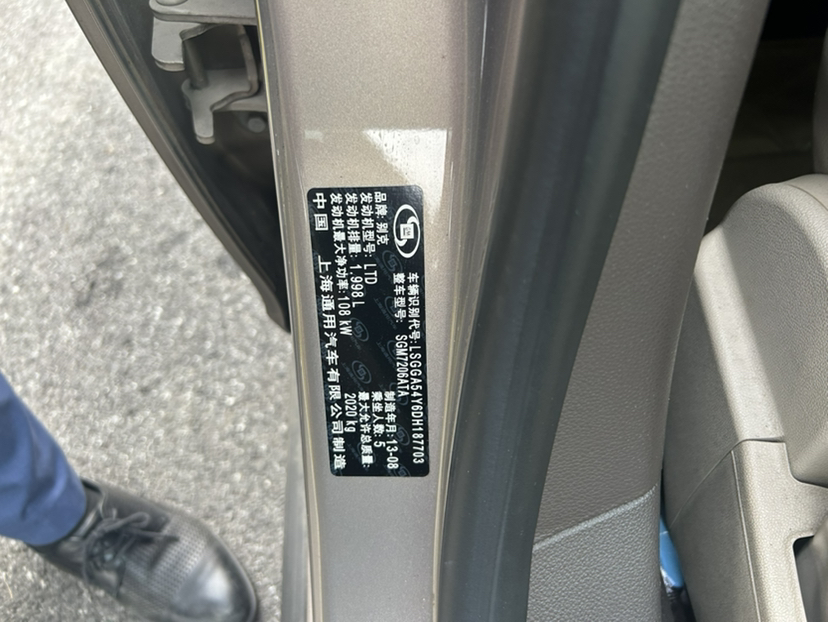 车辆识别代号:LSGGA54Y6DH187703
整车型号: SGM7206ATA
品牌: 别克
制造年月:13-08
发动机型号: LTD
乘坐人数: 5
发动机排量: 1.998 L
最大允许总质量:
发动机最大净功率: 108 kW
2020 kg
中国 上海通用汽车有限公司制造